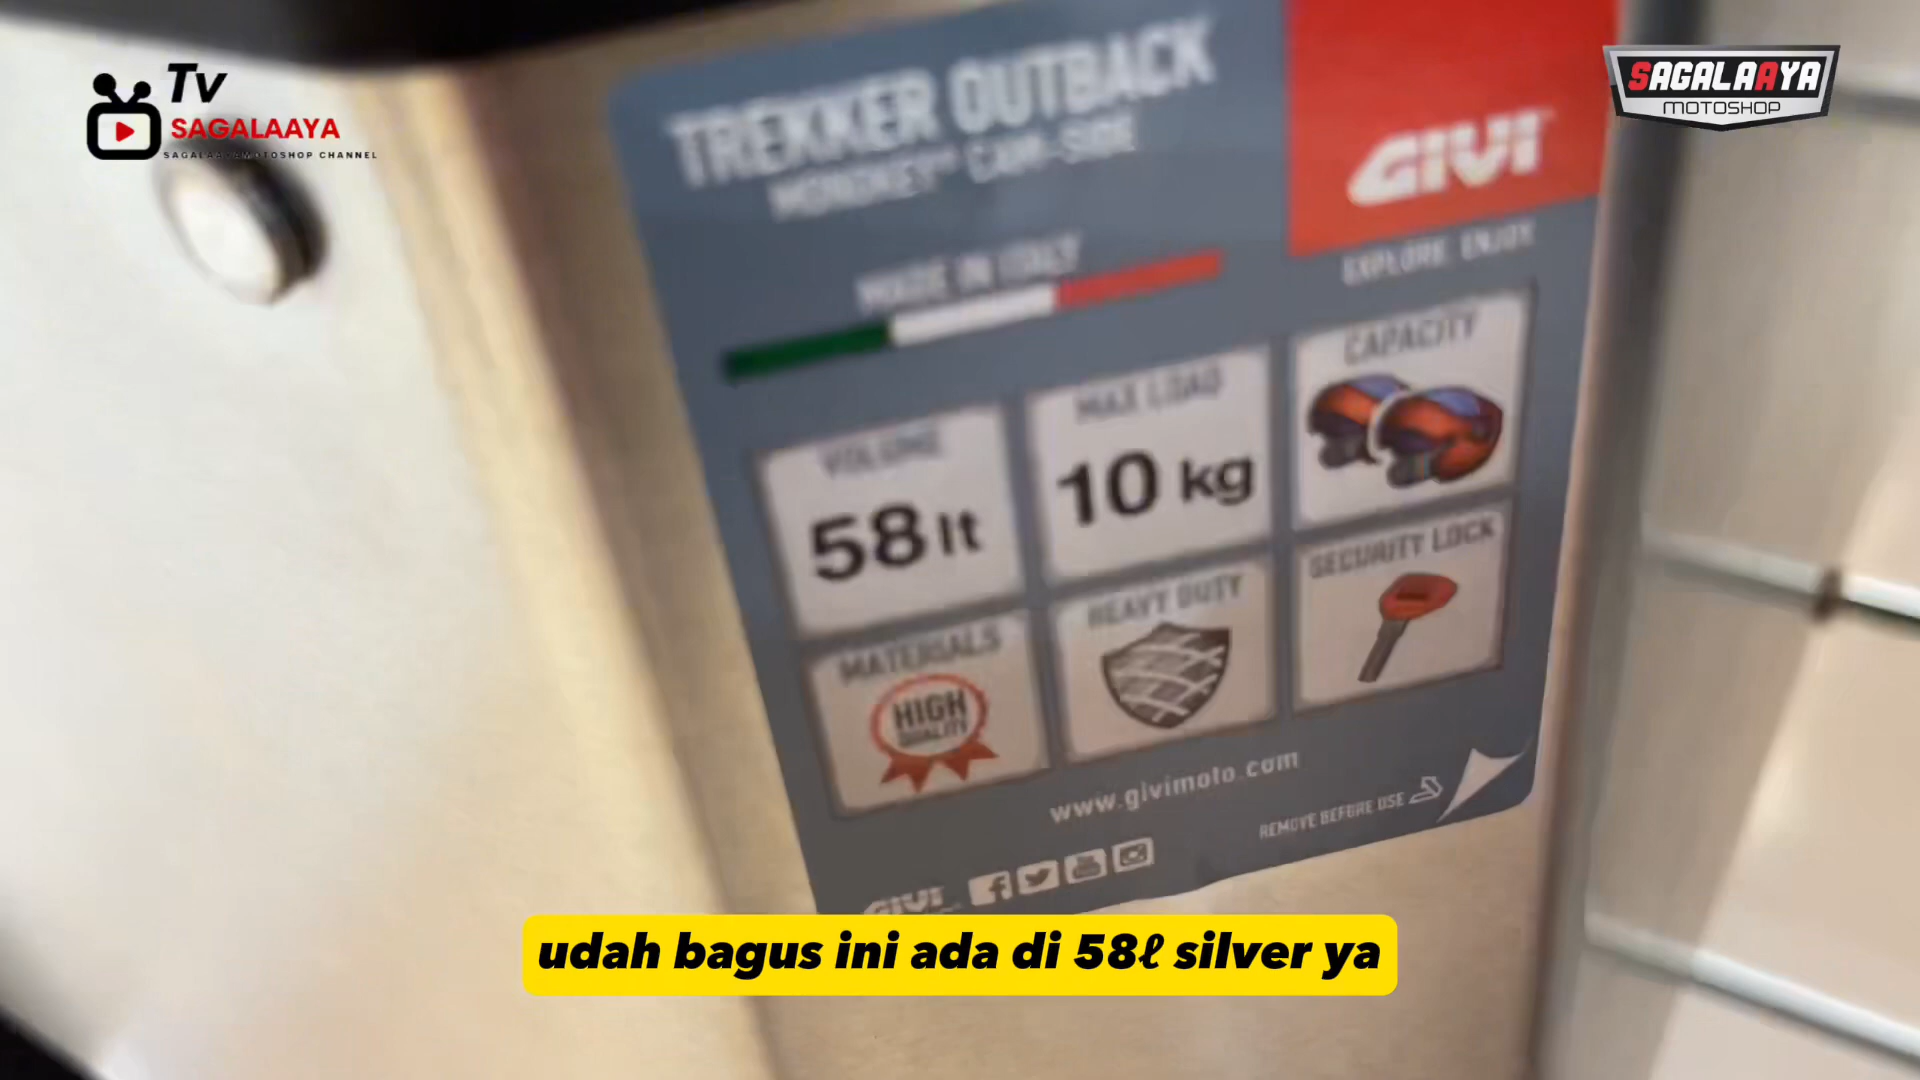 Tv
SAGALAAYA
SAGALAAYAMOTOSHOP CHANNEL
SAGALAAYA
MOTOSHOP
TREKKER OUTBACK
MONOKEY® CAM-SIDE
GIVI
EXPLORE. ENJOY
MADE IN ITALY
VOLUME
58 lt
MAX LOAD
10 kg
CAPACITY
MATERIALS
HIGH
QUALITY
HEAVY DUTY
SECURITY LOCK
www.givimoto.com
REMOVE BEFORE USE
GIVI
udah bagus ini ada di 58ℓ silver ya